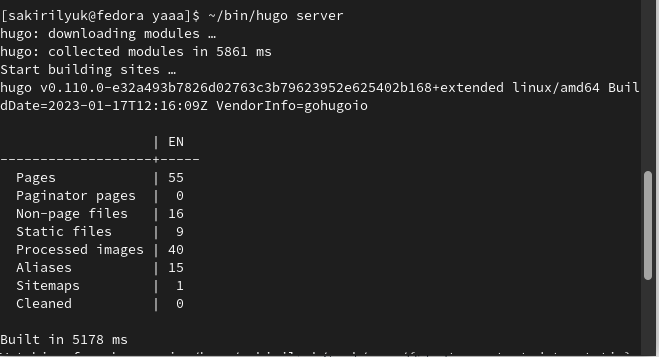 [sakirilyuk@fedora yaaa]$ ~/bin/hugo server
hugo: downloading modules …
hugo: collected modules in 5861 ms
Start building sites …
hugo v0.110.0-e32a493b7826d02763c3b79623952e625402b168+extended linux/amd64 Buil
dDate=2023-01-17T12:16:09Z VendorInfo=gohugoio
                   | EN
-------------------+-----
  Pages            | 55
  Paginator pages  |  0
  Non-page files   | 16
  Static files     |  9
  Processed images | 40
  Aliases          | 15
  Sitemaps         |  1
  Cleaned          |  0
Built in 5178 ms